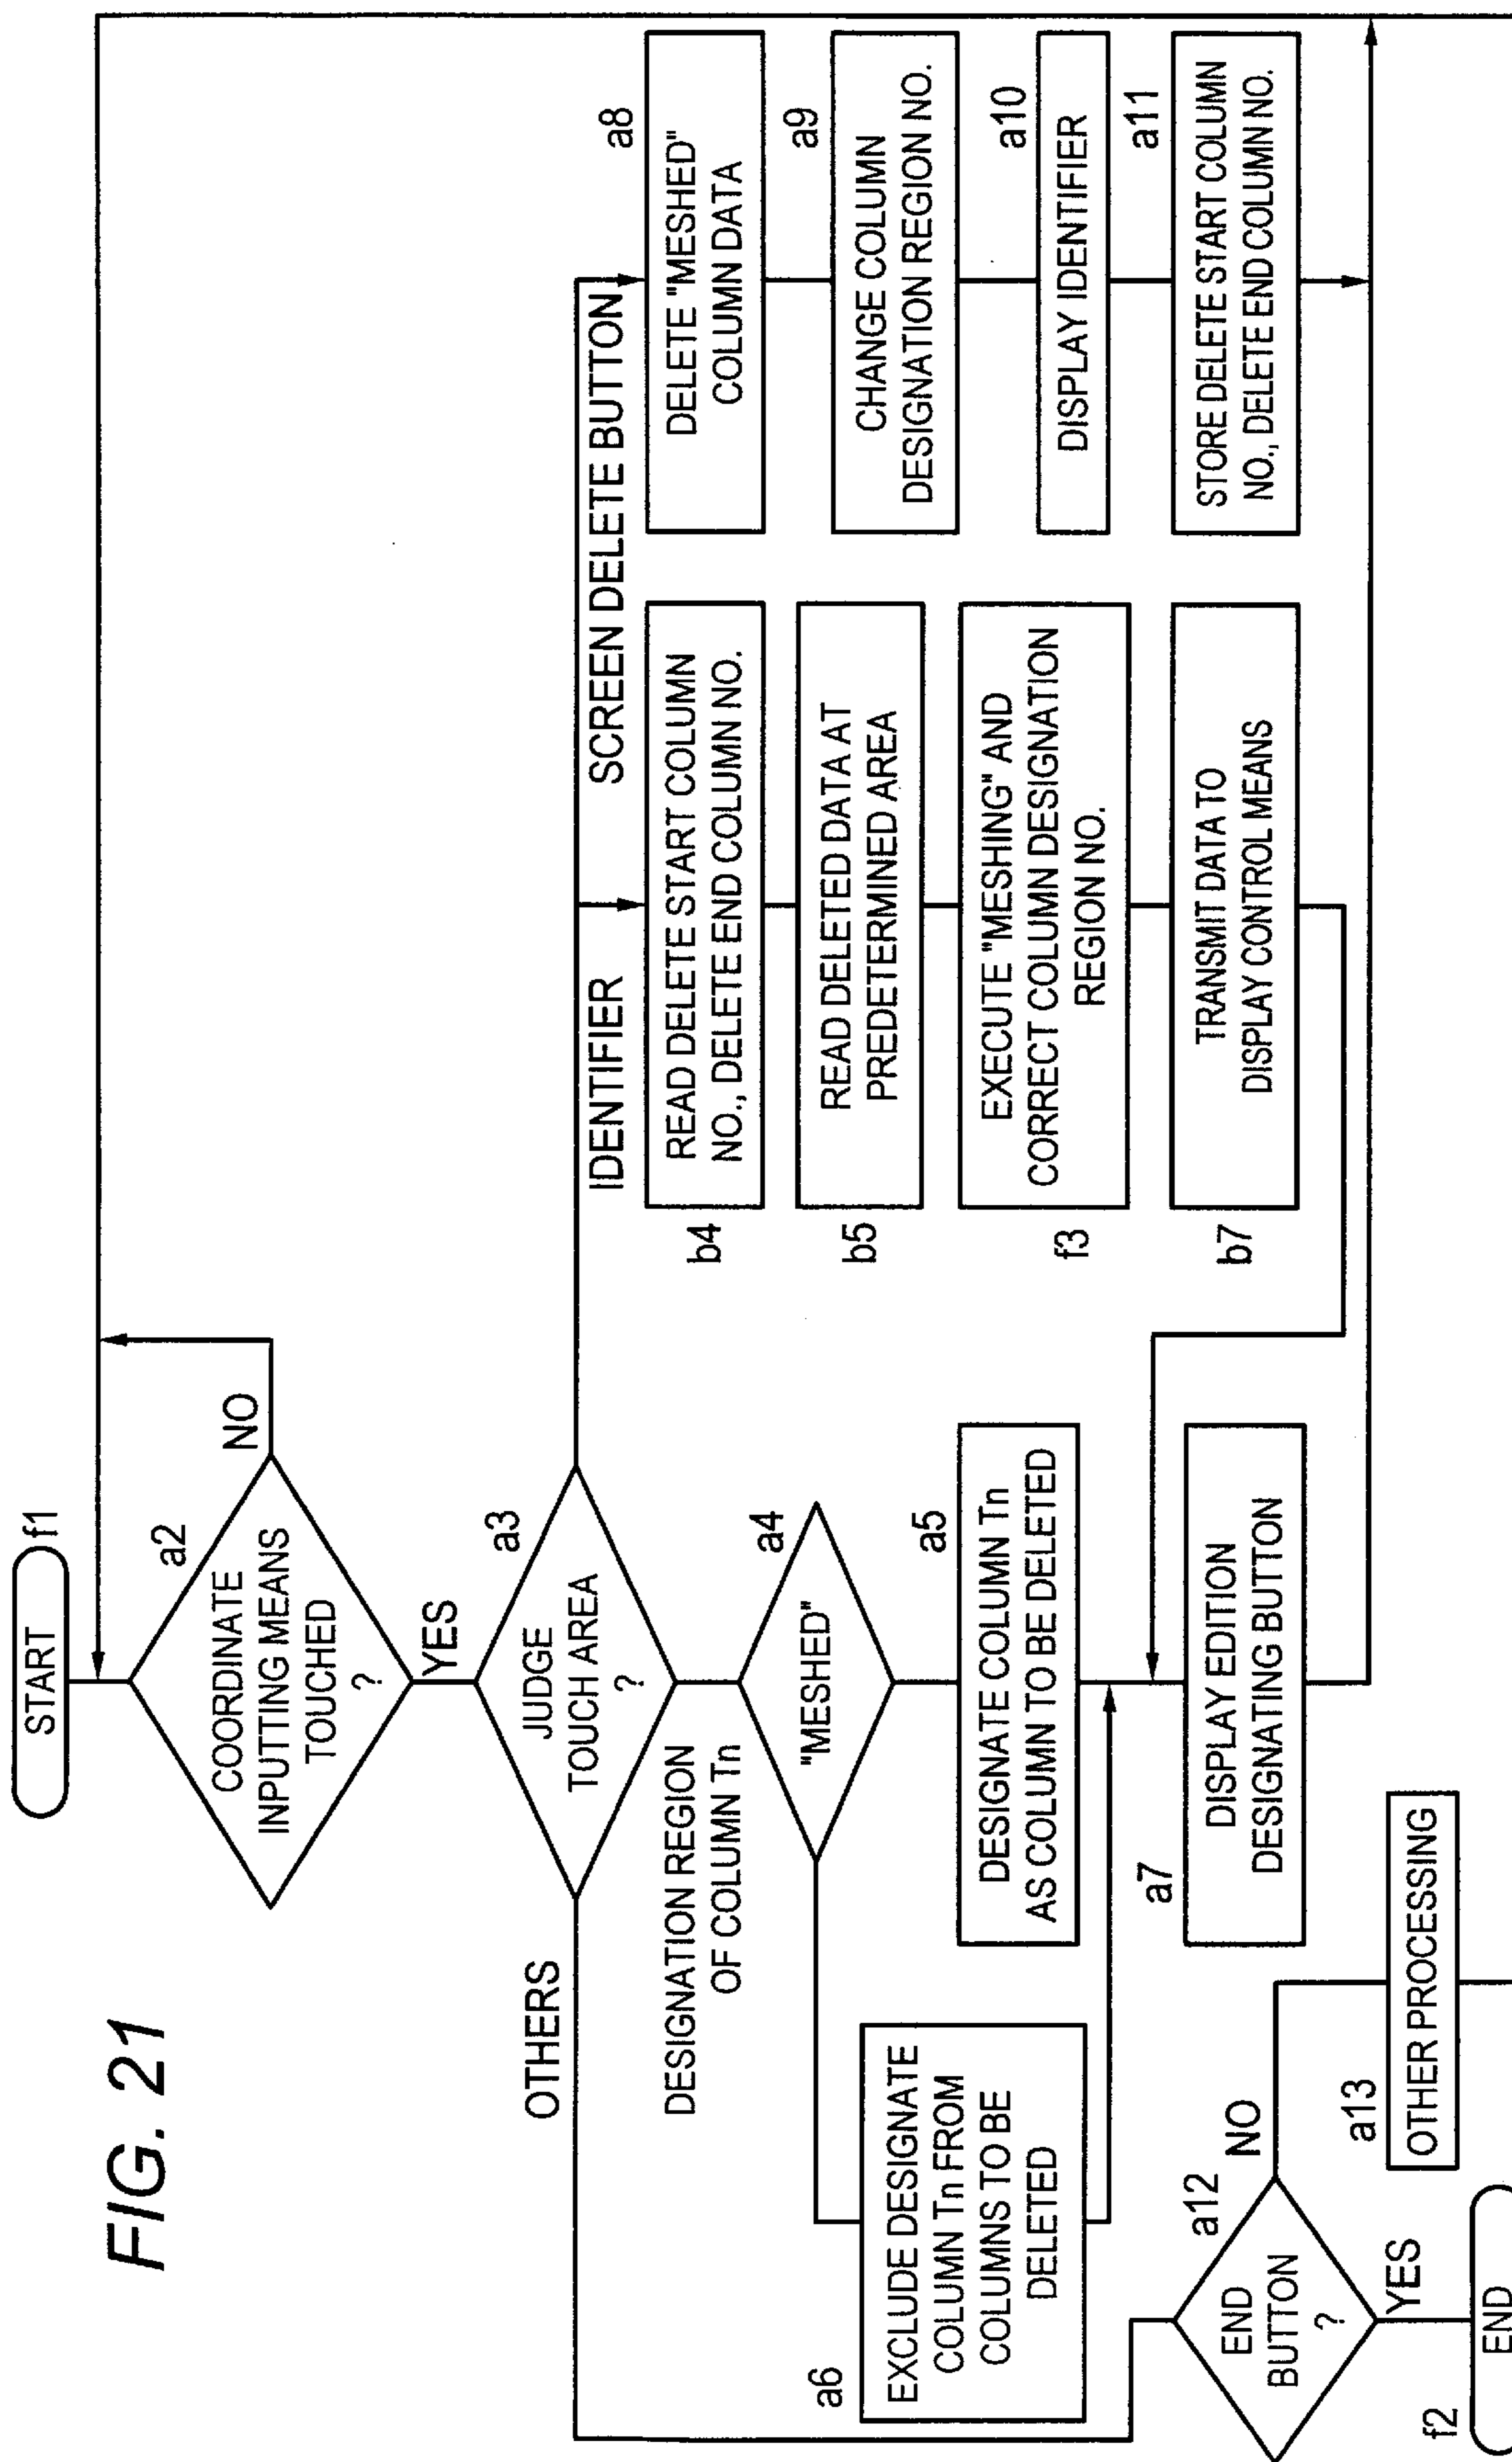 FIG. 21
START
f1
a2
COORDINATE
INPUTTING MEANS
TOUCHED
?
NO
YES
a3
JUDGE
TOUCH AREA
?
OTHERS
IDENTIFIER
SCREEN DELETE BUTTON
DESIGNATION REGION
OF COLUMN Tn
a4
"MESHED"
a5
DESIGNATE COLUMN Tn
AS COLUMN TO BE DELETED
a6
EXCLUDE DESIGNATE
COLUMN Tn FROM
COLUMNS TO BE
DELETED
a7
DISPLAY EDITION
DESIGNATING BUTTON
b4
READ DELETE START COLUMN
NO., DELETE END COLUMN NO.
b5
READ DELETED DATA AT
PREDETERMINED AREA
f3
EXECUTE "MESHING" AND
CORRECT COLUMN DESIGNATION
REGION NO.
b7
TRANSMIT DATA TO
DISPLAY CONTROL MEANS
a8
DELETE "MESHED"
COLUMN DATA
a9
CHANGE COLUMN
DESIGNATION REGION NO.
a10
DISPLAY IDENTIFIER
a11
STORE DELETE START COLUMN
NO., DELETE END COLUMN NO.
a12
END
BUTTON
?
NO
YES
a13
OTHER PROCESSING
f2
END